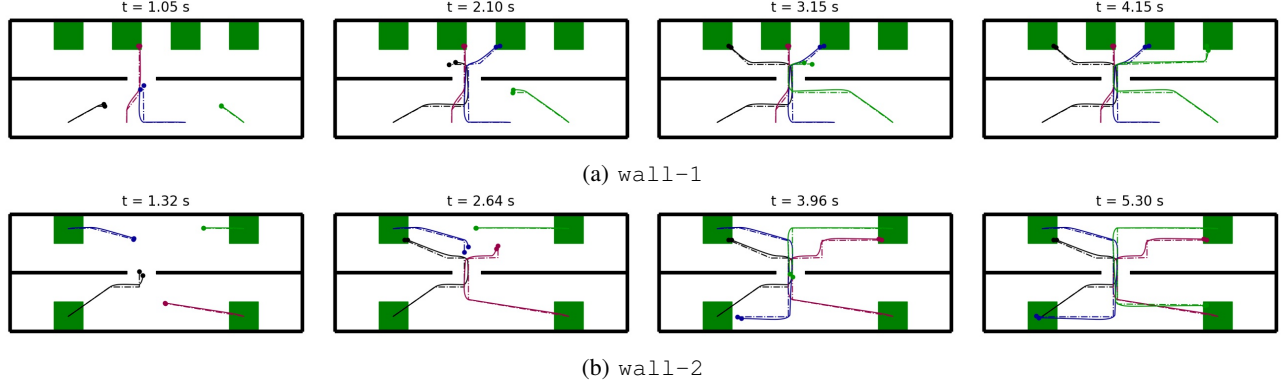 t = 1.05 s t = 2.10 s t = 3.15 s t = 4.15 s
(a) wall-1
t = 1.32 s t = 2.64 s t = 3.96 s t = 5.30 s
(b) wall-2